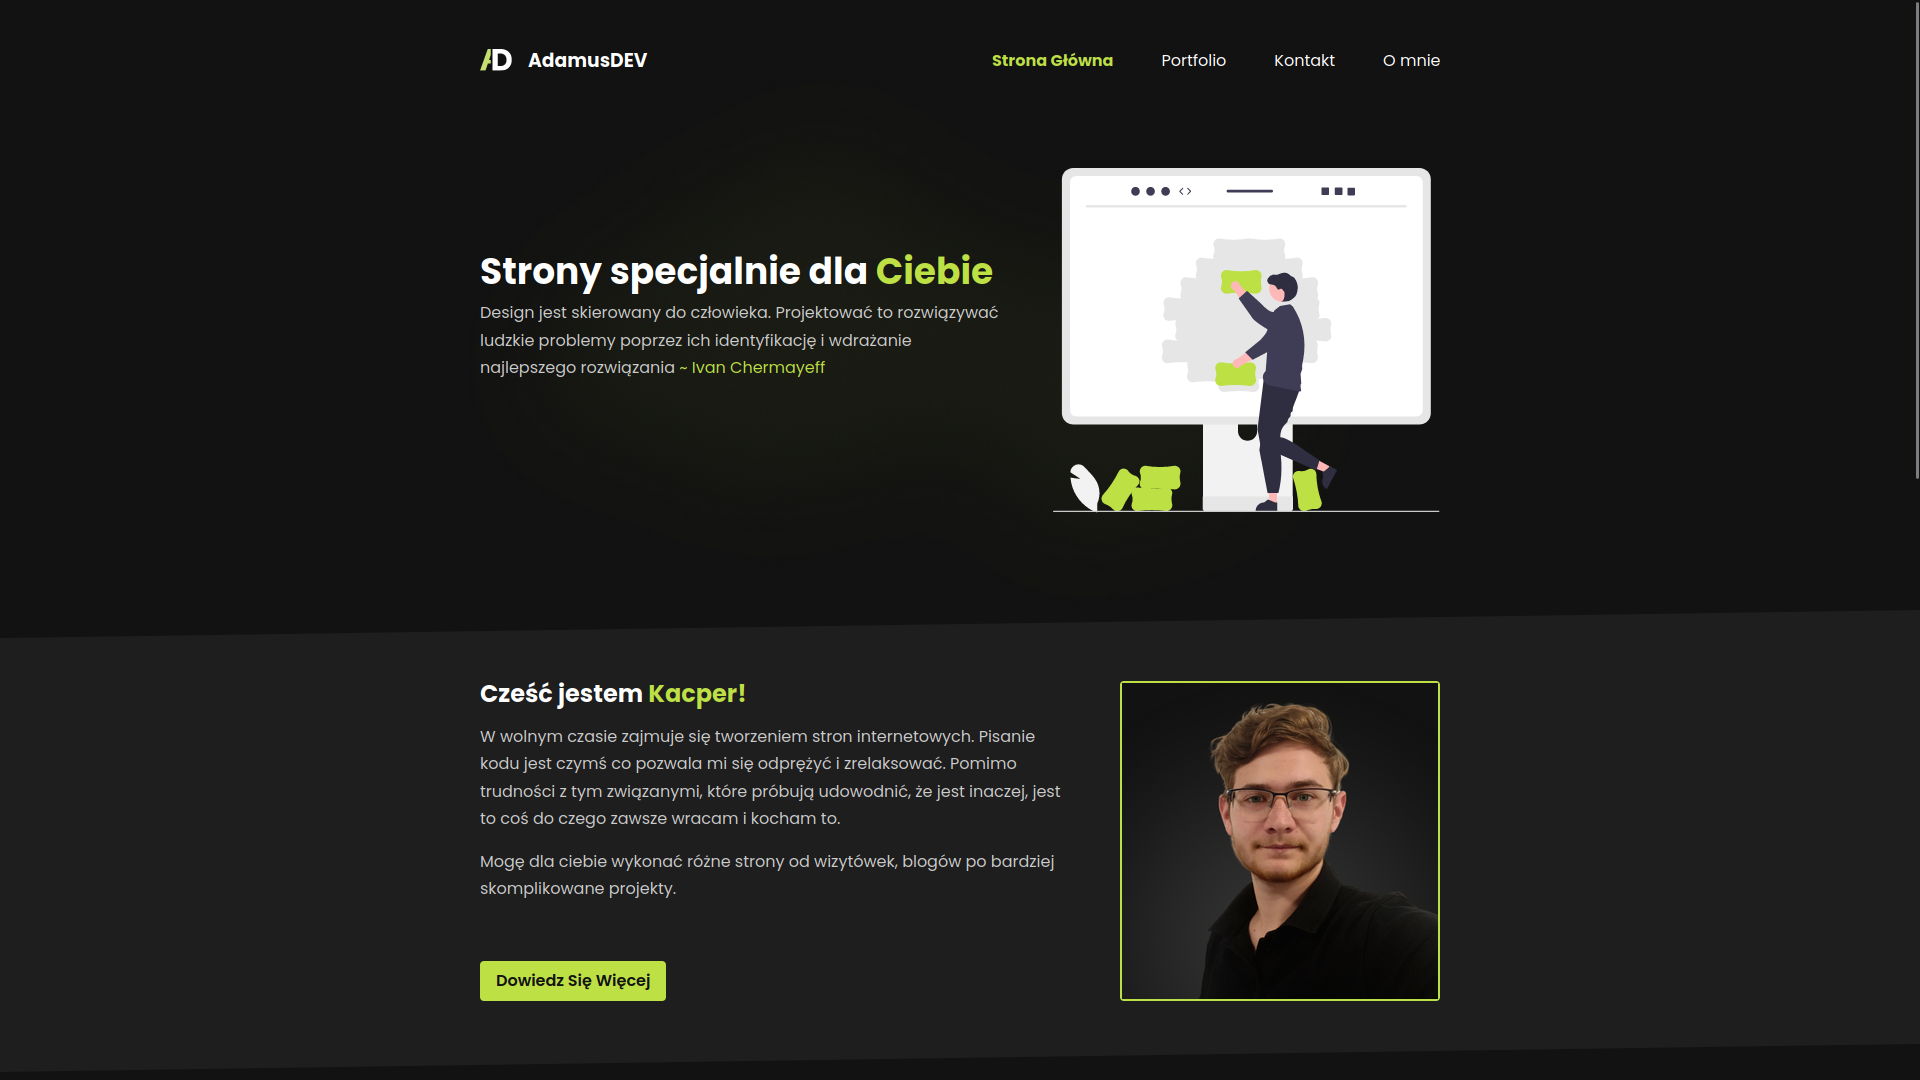 AD AdamusDEV
Strona Główna Portfolio Kontakt O mnie
Strony specjalnie dla Ciebie
Design jest skierowany do człowieka. Projektować to rozwiązywać
ludzkie problemy poprzez ich identyfikację i wdrażanie
najlepszego rozwiązania ~ Ivan Chermayeff
Cześć jestem Kacper!
W wolnym czasie zajmuje się tworzeniem stron internetowych. Pisanie
kodu jest czymś co pozwala mi się odprężyć i zrelaksować. Pomimo
trudności z tym związanymi, które próbują udowodnić, że jest inaczej, jest
to coś do czego zawsze wracam i kocham to.
Mogę dla ciebie wykonać różne strony od wizytówek, blogów po bardziej
skomplikowane projekty.
Dowiedz Się Więcej